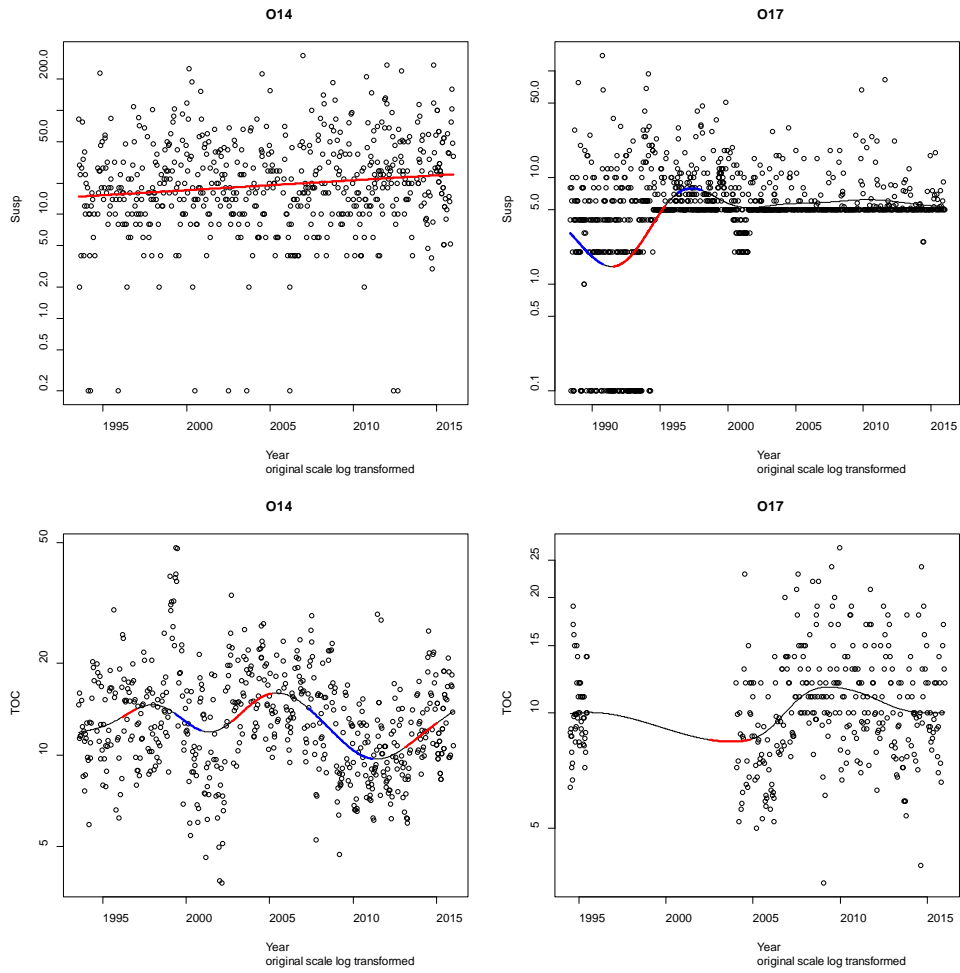 O14
Susp
200.0
50.0
20.0
10.0
5.0
2.0
1.0
0.5
0.2
1995 2000 2005 2010 2015
Year
original scale log transformed
O17
Susp
50.0
10.0
5.0
1.0
0.5
0.1
1990 1995 2000 2005 2010 2015
Year
original scale log transformed
O14
TOC
50
20
10
5
1995 2000 2005 2010 2015
Year
original scale log transformed
O17
TOC
25
20
15
10
5
1995 2000 2005 2010 2015
Year
original scale log transformed